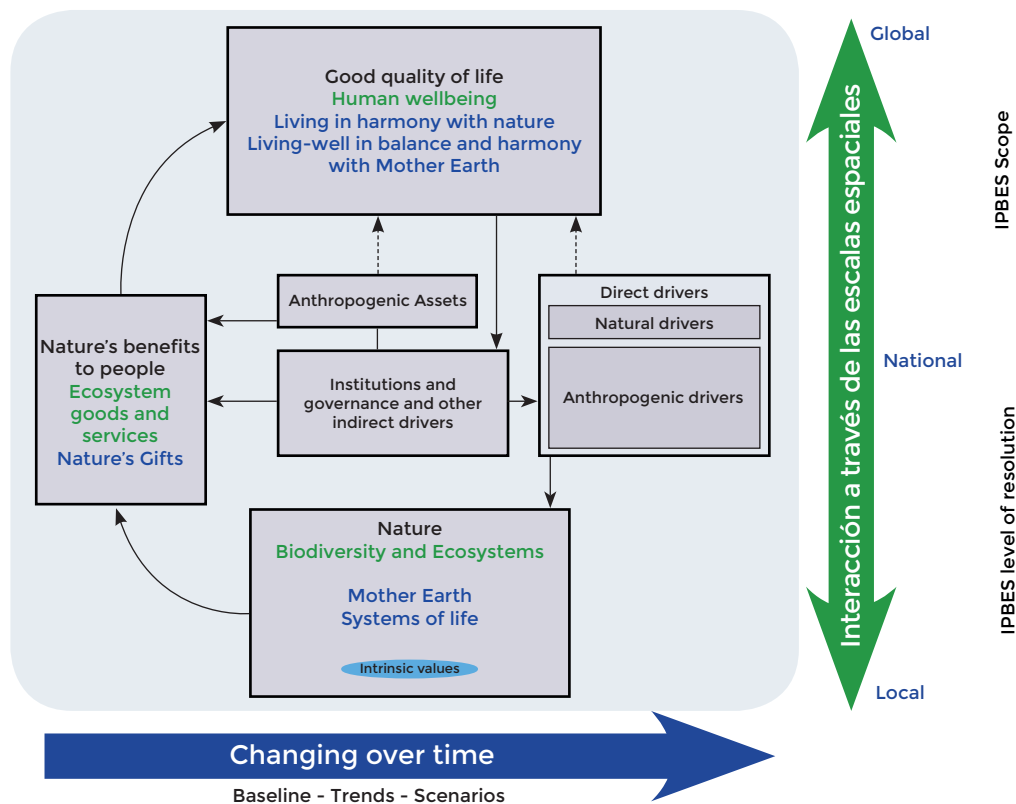 Good quality of life
Human wellbeing
Living in harmony with nature
Living-well in balance and harmony
with Mother Earth
Anthropogenic Assets
Direct drivers
Natural drivers
Anthropogenic drivers
Nature's benefits
to people
Ecosystem
goods and
services
Nature's Gifts
Institutions and
governance and other
indirect drivers
Nature
Biodiversity and Ecosystems
Mother Earth
Systems of life
Intrinsic values
Changing over time
Baseline - Trends - Scenarios
Global
National
Local
Interacción a través de las escalas espaciales
IPBES Scope
IPBES level of resolution